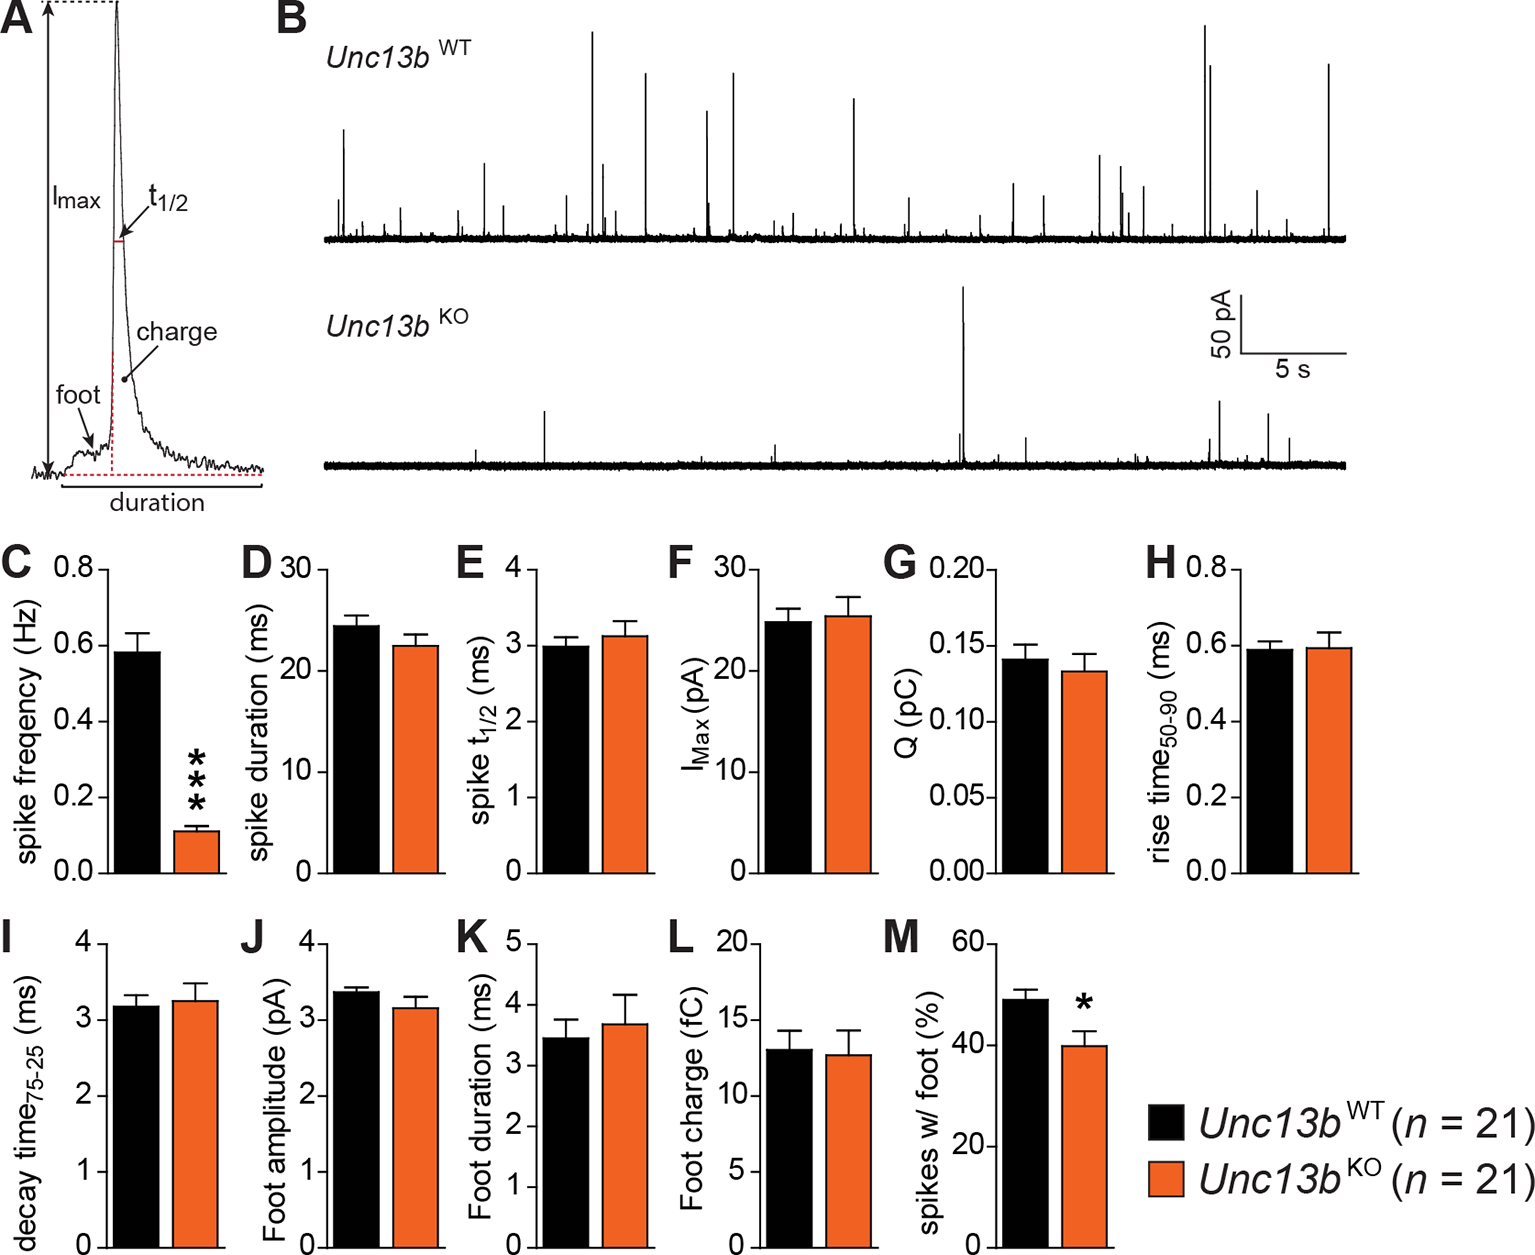 A
Imax
t1/2
charge
foot
duration
B
Unc13b WT
Unc13b KO
50 pA
5 s
C
spike freqency (Hz)
0.8
0.6
0.4
0.2
0.0
***
D
spike duration (ms)
30
20
10
0
E
spike t1/2 (ms)
4
3
2
1
0
F
IMax (pA)
30
20
10
0
G
Q (pC)
0.20
0.15
0.10
0.05
0.00
H
rise time50-90 (ms)
0.8
0.6
0.4
0.2
0.0
I
decay time75-25 (ms)
4
3
2
1
0
J
Foot amplitude (pA)
4
3
2
1
0
K
Foot duration (ms)
5
4
3
2
1
0
L
Foot charge (fC)
20
15
10
5
0
M
spikes w/ foot (%)
60
40
20
0
*
Unc13b WT (n = 21)
Unc13b KO (n = 21)